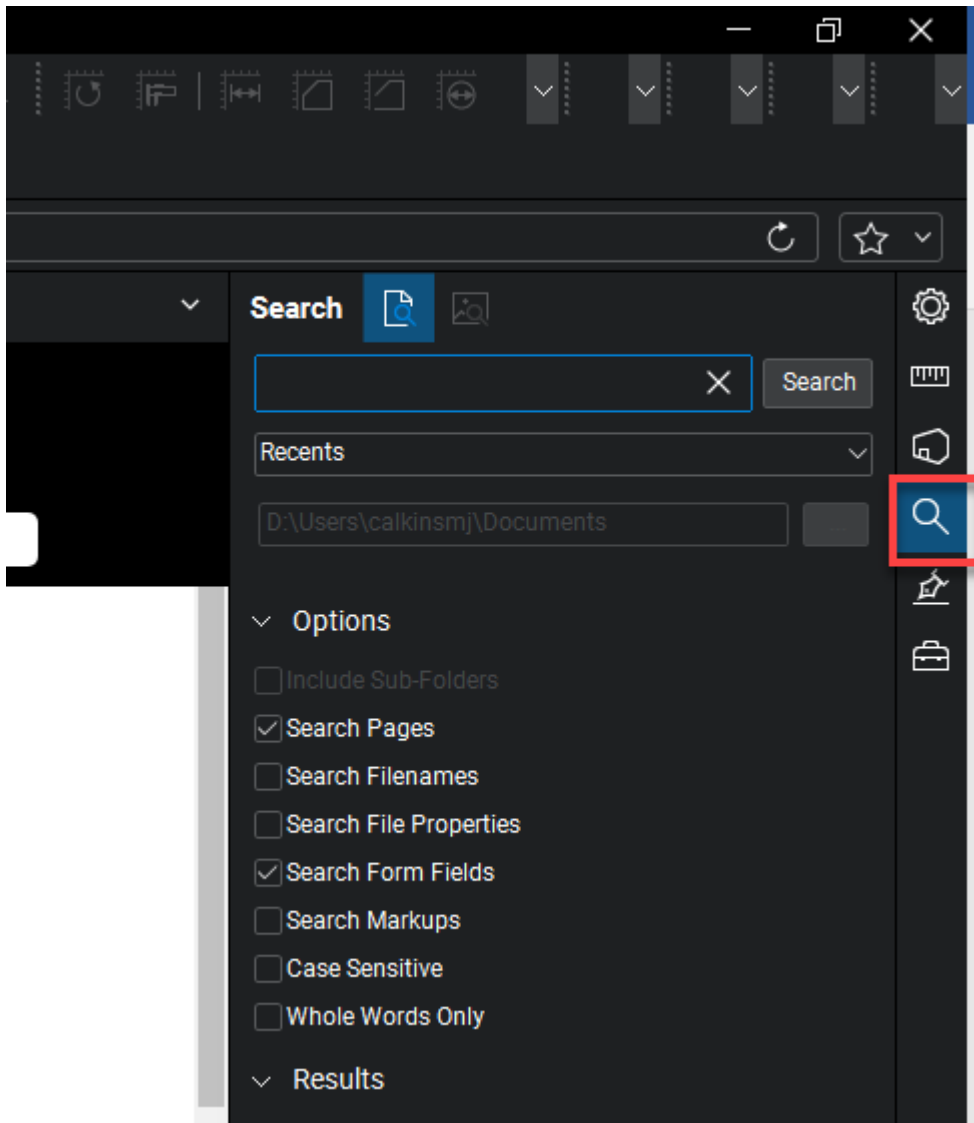 Search
Search
Recents
D:\Users\calkinsmj\Documents
Options
Include Sub-Folders
Search Pages
Search Filenames
Search File Properties
Search Form Fields
Search Markups
Case Sensitive
Whole Words Only
Results